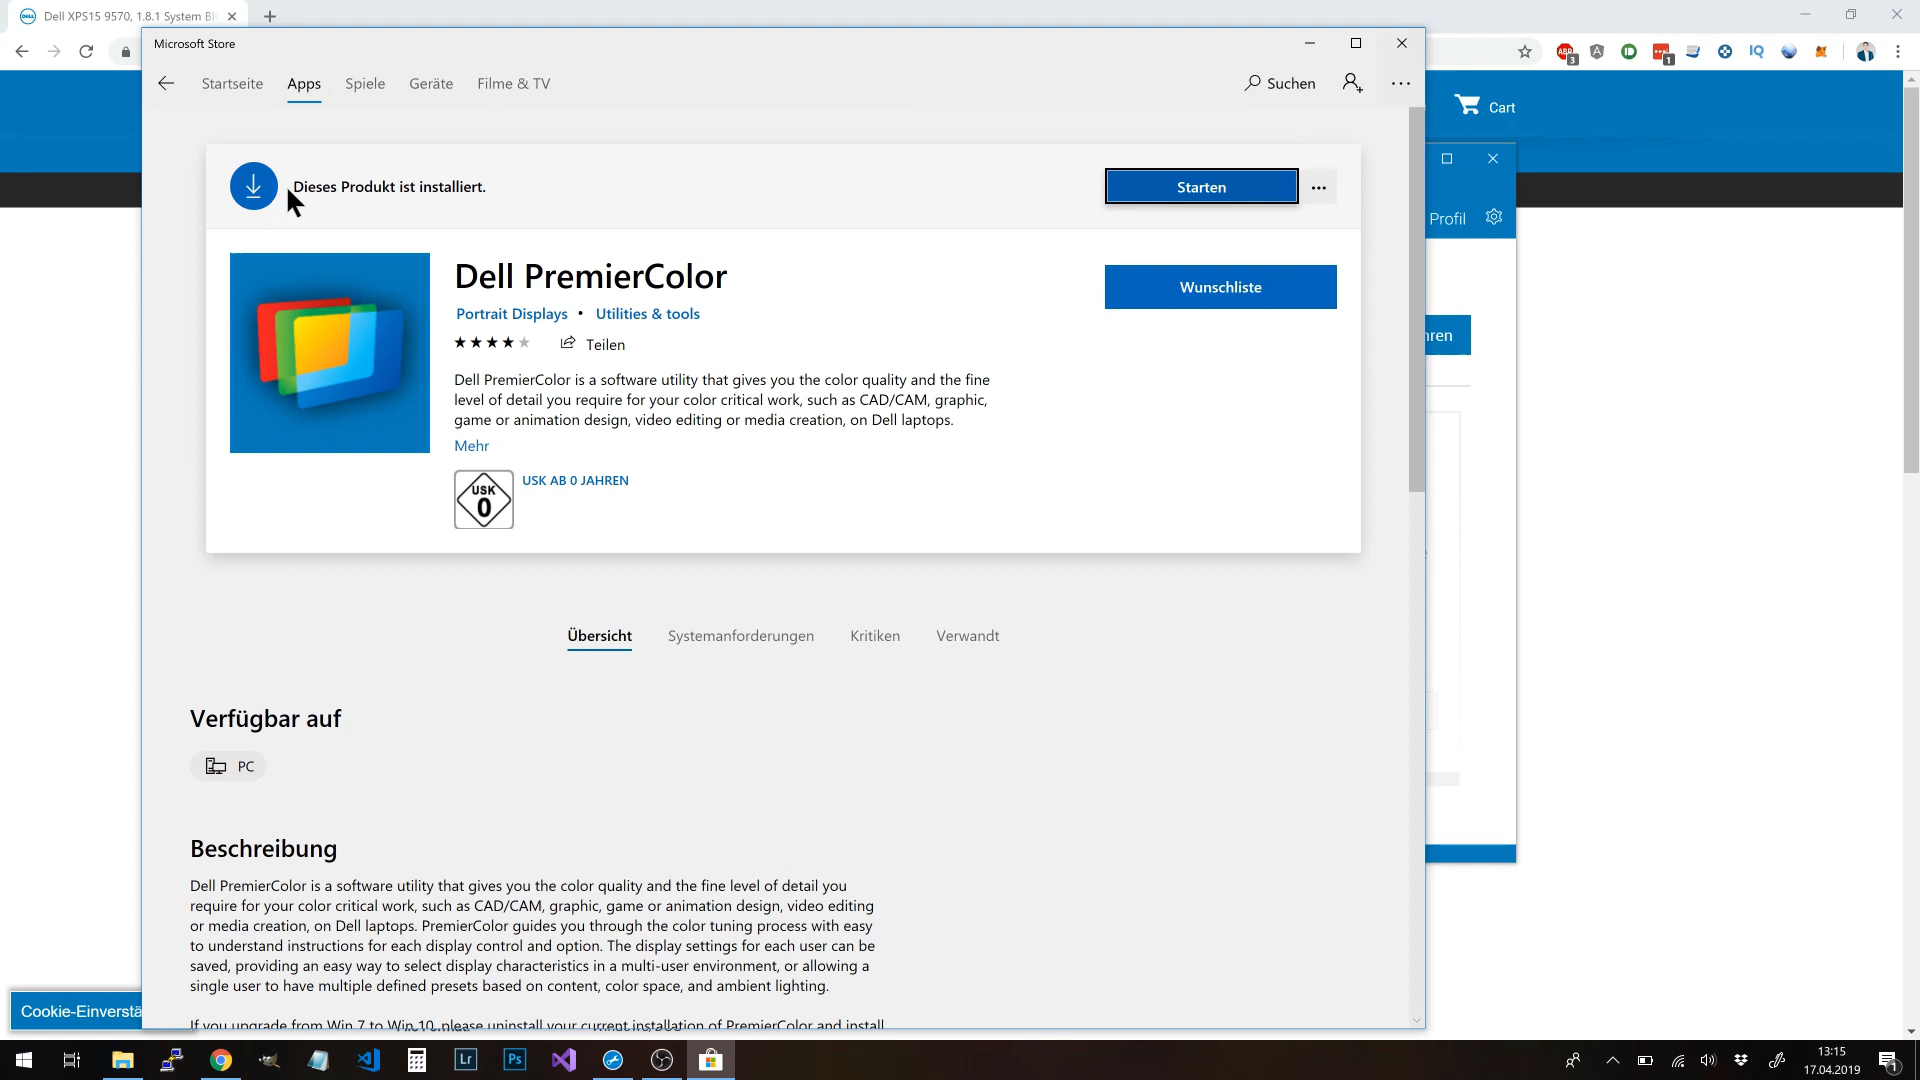 Dell XPS15 9570, 1.8.1 System BI
Microsoft Store
Startseite
Apps
Spiele
Geräte
Filme & TV
Suchen
3
1
IQ
Cart
Dieses Produkt ist installiert.
Starten
Profil
Dell PremierColor
Wunschliste
Portrait Displays • Utilities & tools
Teilen
hren
Dell PremierColor is a software utility that gives you the color quality and the fine
level of detail you require for your color critical work, such as CAD/CAM, graphic,
game or animation design, video editing or media creation, on Dell laptops.
Mehr
USK
0
USK AB 0 JAHREN
Übersicht
Systemanforderungen
Kritiken
Verwandt
Verfügbar auf
PC
Beschreibung
Dell PremierColor is a software utility that gives you the color quality and the fine level of detail you
require for your color critical work, such as CAD/CAM, graphic, game or animation design, video editing
or media creation, on Dell laptops. PremierColor guides you through the color tuning process with easy
to understand instructions for each display control and option. The display settings for each user can be
saved, providing an easy way to select display characteristics in a multi-user environment, or allowing a
single user to have multiple defined presets based on content, color space, and ambient lighting.
If you upgrade from Win 7 to Win 10, please uninstall your current installation of PremierColor and install
Cookie-Einverstä
Lr
Ps
13:15
17.04.2019
1